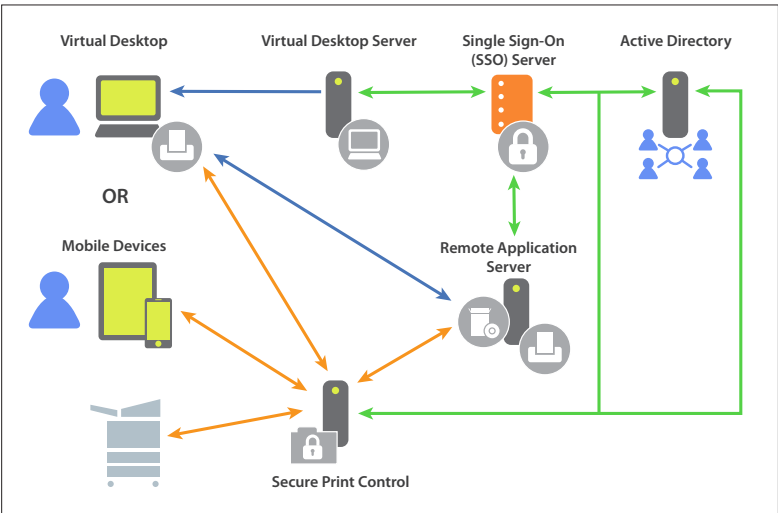 Virtual Desktop
Virtual Desktop Server
Single Sign-On
(SSO) Server
Active Directory
OR
Mobile Devices
Remote Application
Server
Secure Print Control